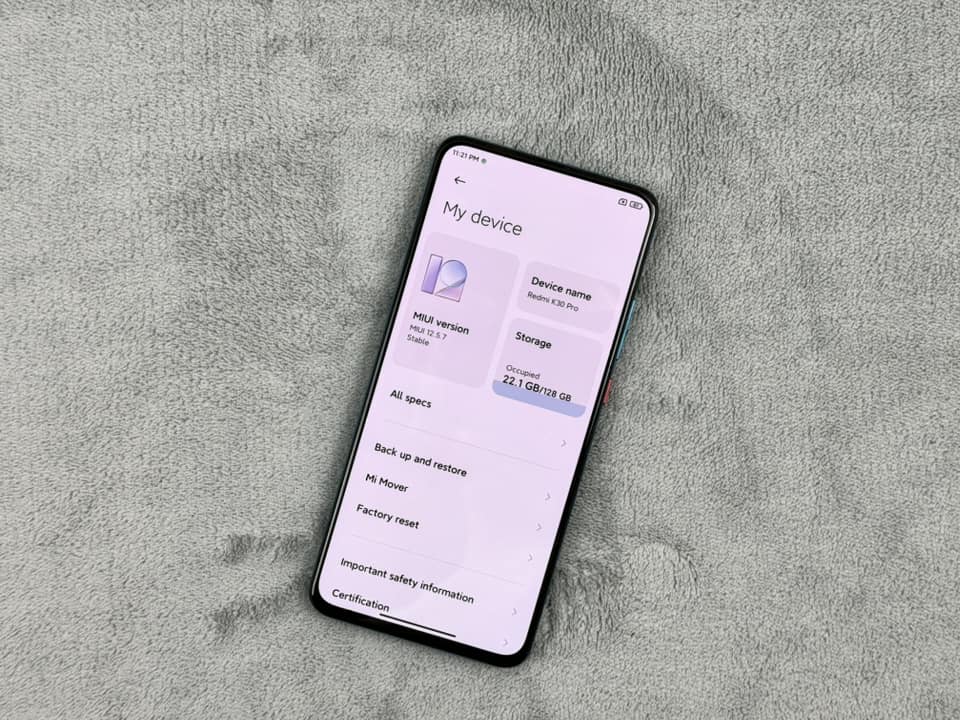 11:21 PM
My device
MIUI version
MIUI 12.5.7
Stable
Device name
Redmi K30 Pro
Storage
Occupied
22.1 GB/128 GB
All specs
Back up and restore
Mi Mover
Factory reset
Important safety information
Certification